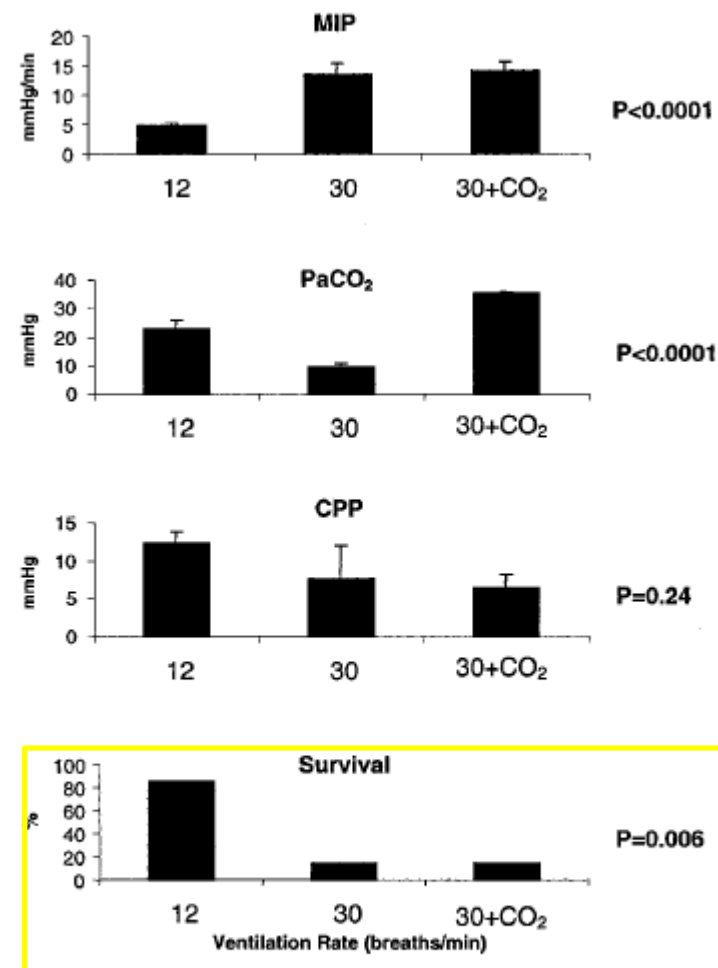 MIP
20
15
10
5
0
mmHg/min
P<0.0001
12 30 30+CO₂
PaCO₂
40
30
20
10
0
mmHg
P<0.0001
12 30 30+CO₂
CPP
15
10
5
0
mmHg
P=0.24
12 30 30+CO₂
Survival
100
80
60
40
20
0
%
P=0.006
12 30 30+CO₂
Ventilation Rate (breaths/min)